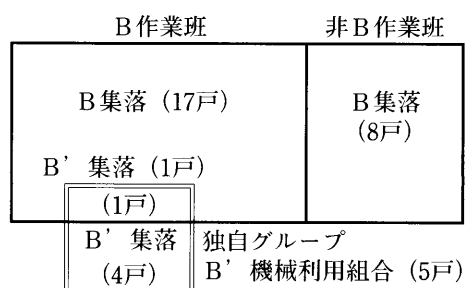 B作業班 非B作業班
B集落(17戸)
B集落
(8戸)
B’ 集落(1戸)
(1戸)
B’ 集落
(4戸)
独自グループ
B’ 機械利用組合(5戸)